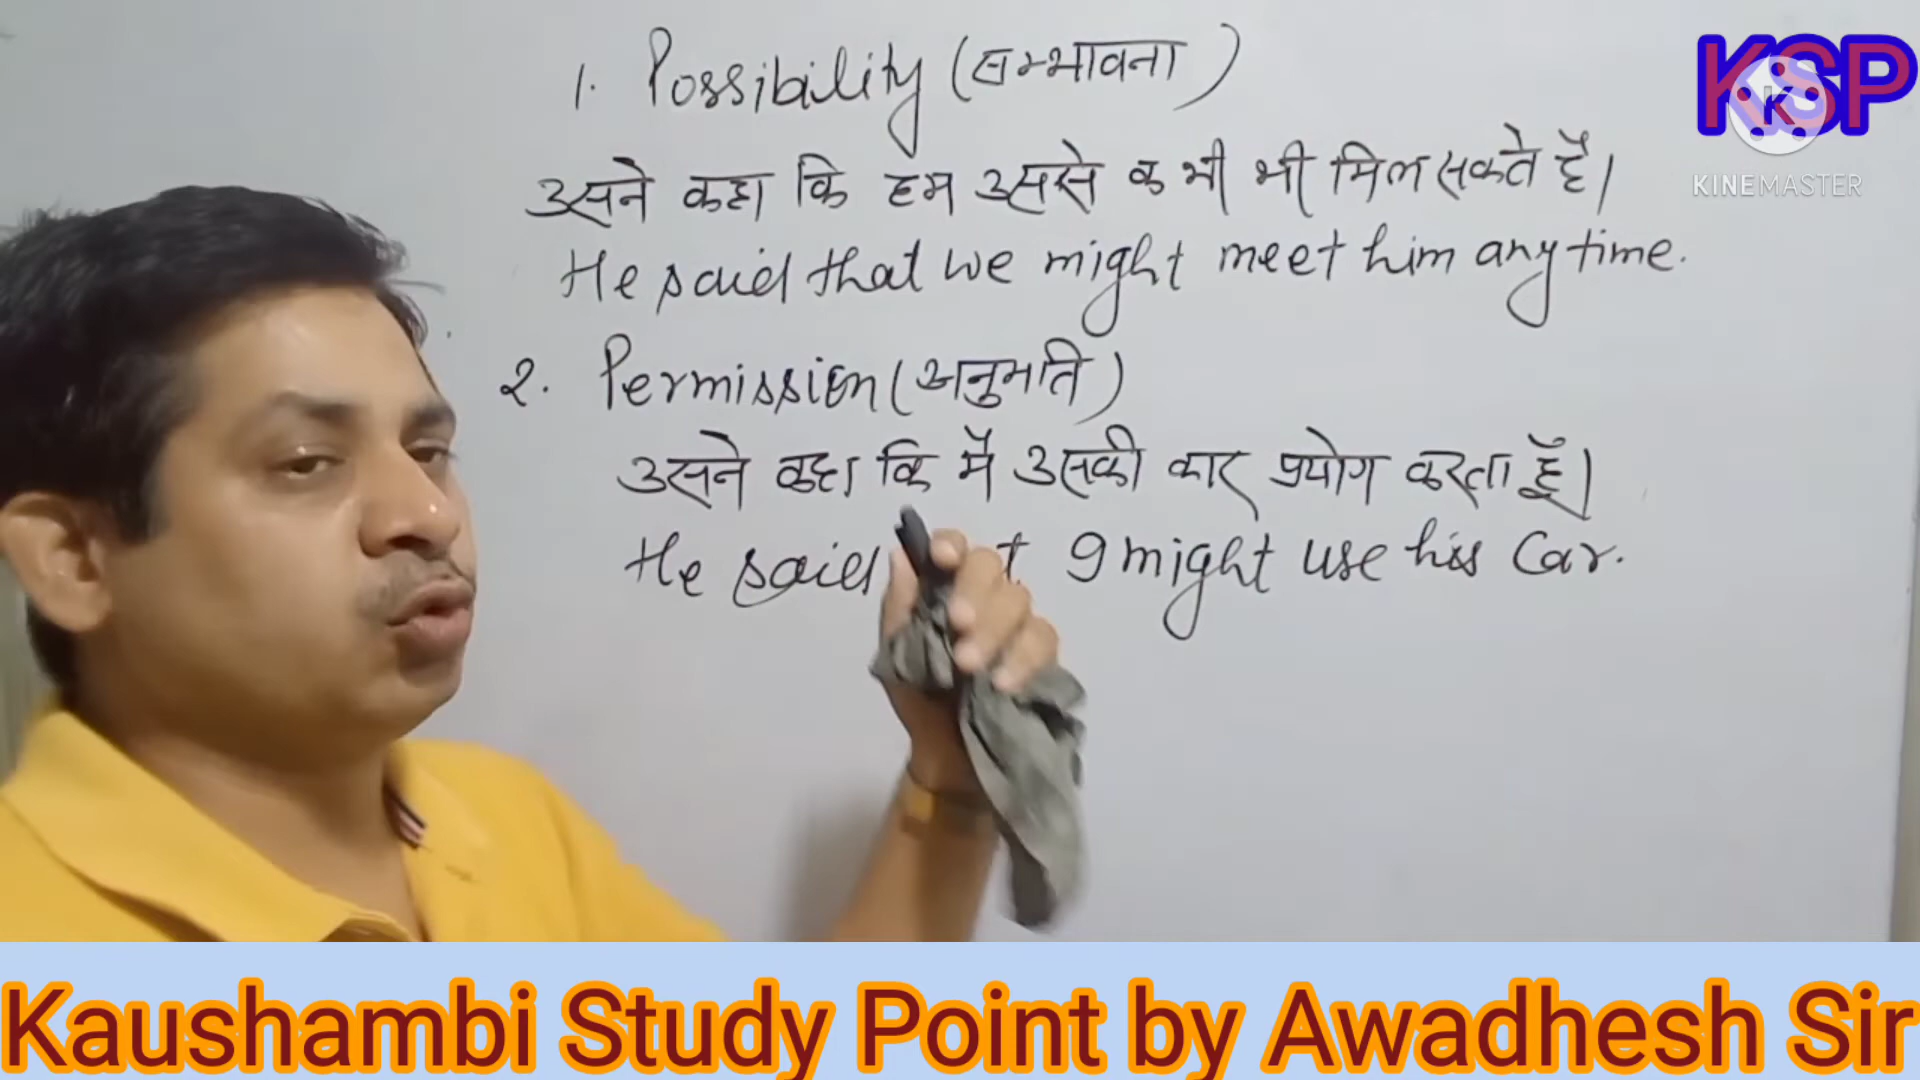 1. Possibility (सम्भावना)
KSP
उसने कहा कि हम उससे कभी भी मिल सकते हैं।
KINEMASTER
He said that we might meet him anytime.
2. Permission (अनुमति)
उसने कहा कि मैं उसकी कार प्रयोग करता हूँ।
He said I might use his Car.
Kaushambi Study Point by Awadhesh Sir